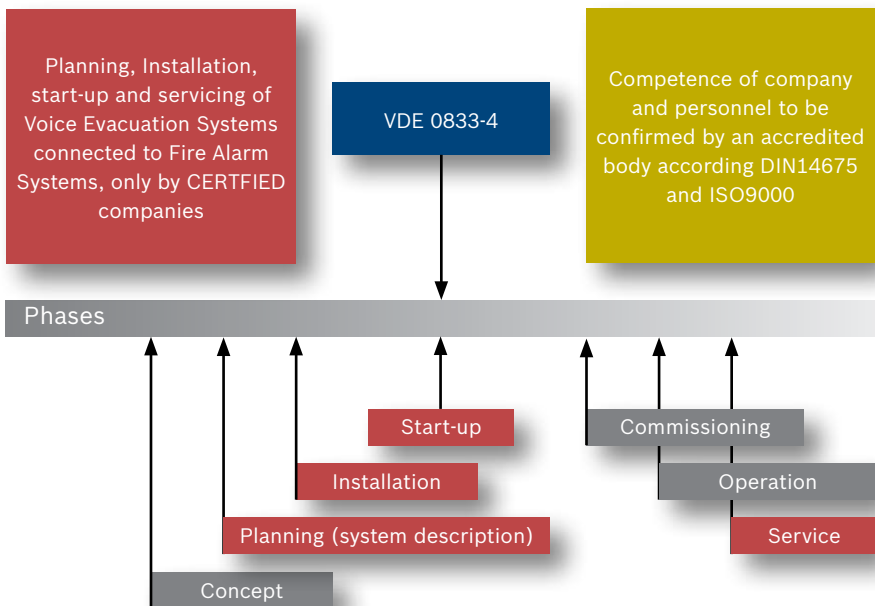 Planning, Installation,
start-up and servicing of
Voice Evacuation Systems
connected to Fire Alarm
Systems, only by CERTFIED
companies
VDE 0833-4
Competence of company
and personnel to be
confirmed by an accredited
body according DIN14675
and ISO9000
Phases
Start-up
Commissioning
Installation
Operation
Planning (system description)
Service
Concept